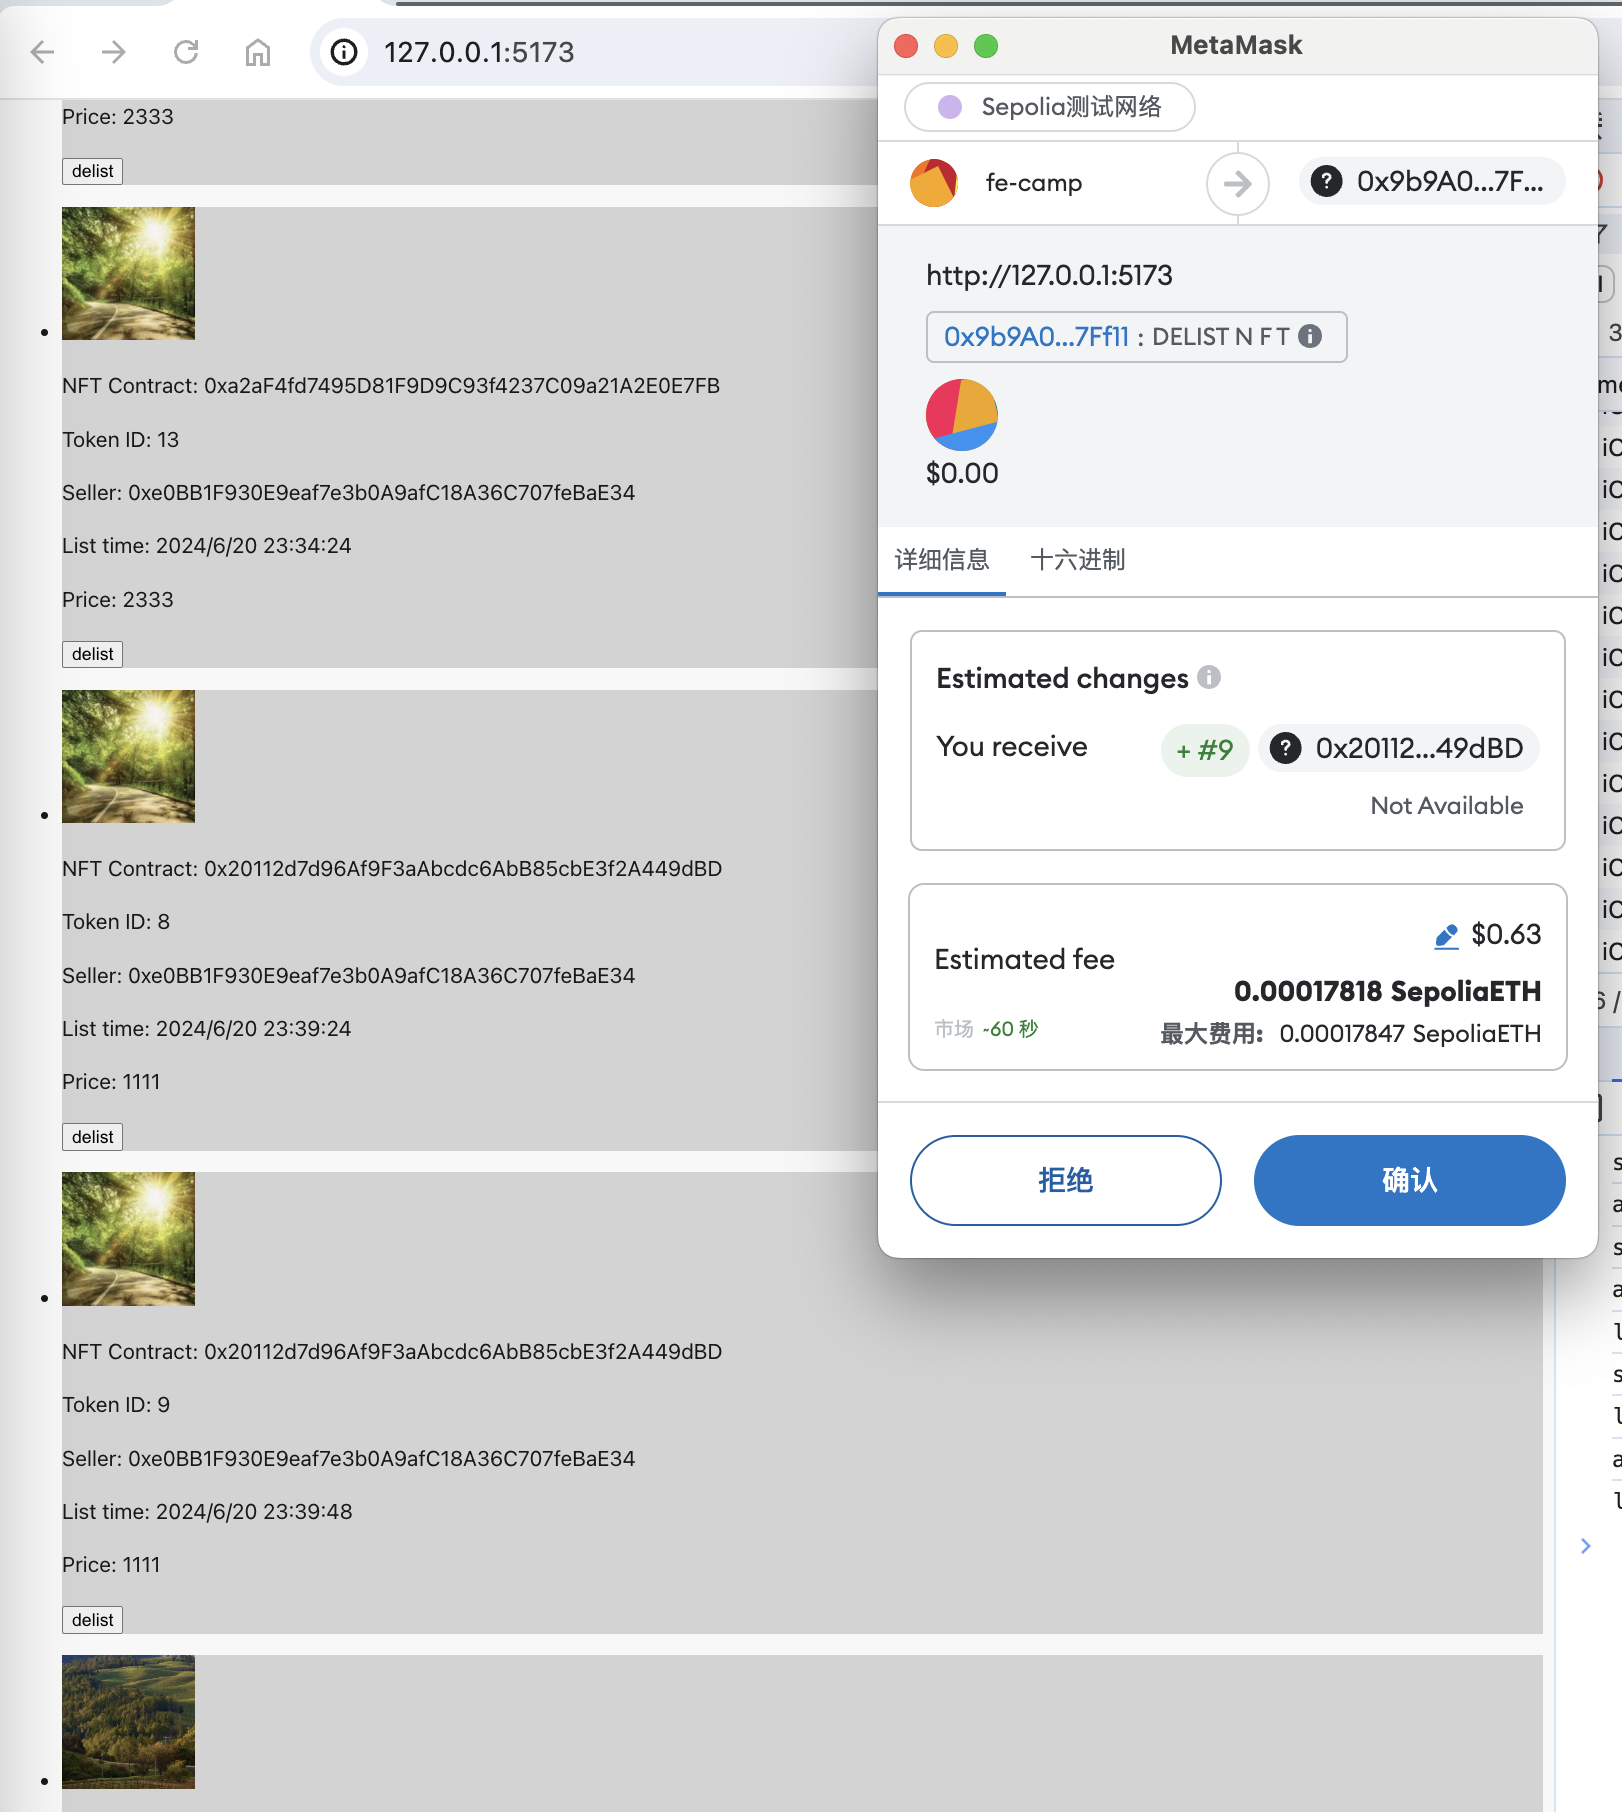 127.0.0.1:5173
Price: 2333
delist
NFT Contract: 0xa2aF4fd7495D81F9D9C93f4237C09a21A2E0E7FB
Token ID: 13
Seller: 0xe0BB1F930E9eaf7e3b0A9afC18A36C707feBaE34
List time: 2024/6/20 23:34:24
Price: 2333
delist
NFT Contract: 0x20112d7d96Af9F3aAbcdc6AbB85cbE3f2A449dBD
Token ID: 8
Seller: 0xe0BB1F930E9eaf7e3b0A9afC18A36C707feBaE34
List time: 2024/6/20 23:39:24
Price: 1111
delist
NFT Contract: 0x20112d7d96Af9F3aAbcdc6AbB85cbE3f2A449dBD
Token ID: 9
Seller: 0xe0BB1F930E9eaf7e3b0A9afC18A36C707feBaE34
List time: 2024/6/20 23:39:48
Price: 1111
delist
MetaMask
Sepolia测试网络
fe-camp
0x9b9A0...7F...
http://127.0.0.1:5173
0x9b9A0...7Ff11 : DELIST N F T
$0.00
详细信息 十六进制
Estimated changes
You receive + #9 0x20112...49dBD
Not Available
$0.63
Estimated fee
0.00017818 SepoliaETH
市场 ~60 秒 最大费用: 0.00017847 SepoliaETH
拒绝 确认